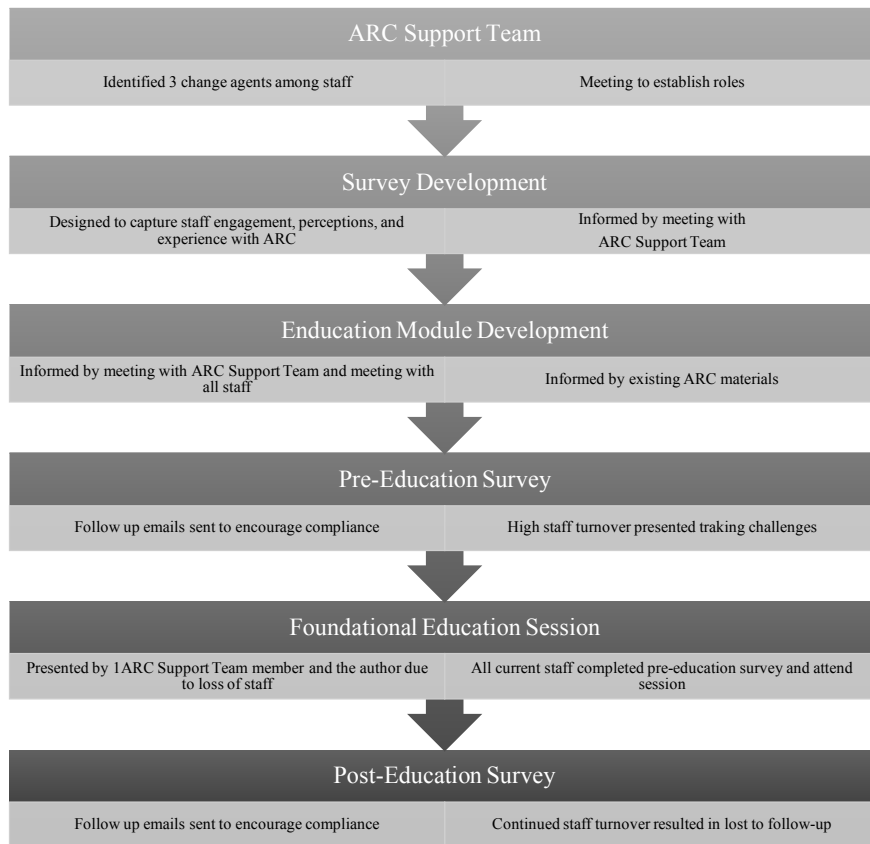 ARC Support Team
Identified 3 change agents among staff
Meeting to establish roles
Survey Development
Designed to capture staff engagement, perceptions, and
experience with ARC
Informed by meeting with
ARC Support Team
Enducation Module Development
Informed by meeting with ARC Support Team and meeting with
all staff
Informed by existing ARC materials
Pre-Education Survey
Follow up emails sent to encourage compliance
High staff turnover presented traking challenges
Foundational Education Session
Presented by 1ARC Support Team member and the author due
to loss of staff
All current staff completed pre-education survey and attend
session
Post-Education Survey
Follow up emails sent to encourage compliance
Continued staff turnover resulted in lost to follow-up